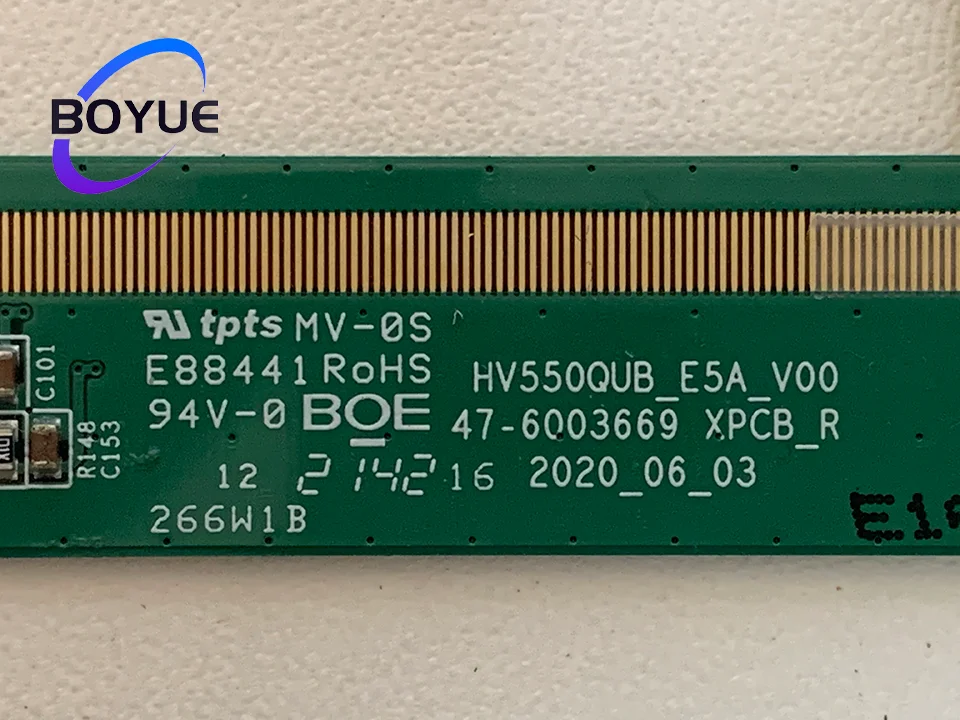 BOYUE
tpts MV-0S
E88441 RoHS
94V-0 BOE
12 2142 16
266W1B
HV550QUB_E5A_V00
47-6003669 XPCB_R
2020_06_03
C101
R148
C153